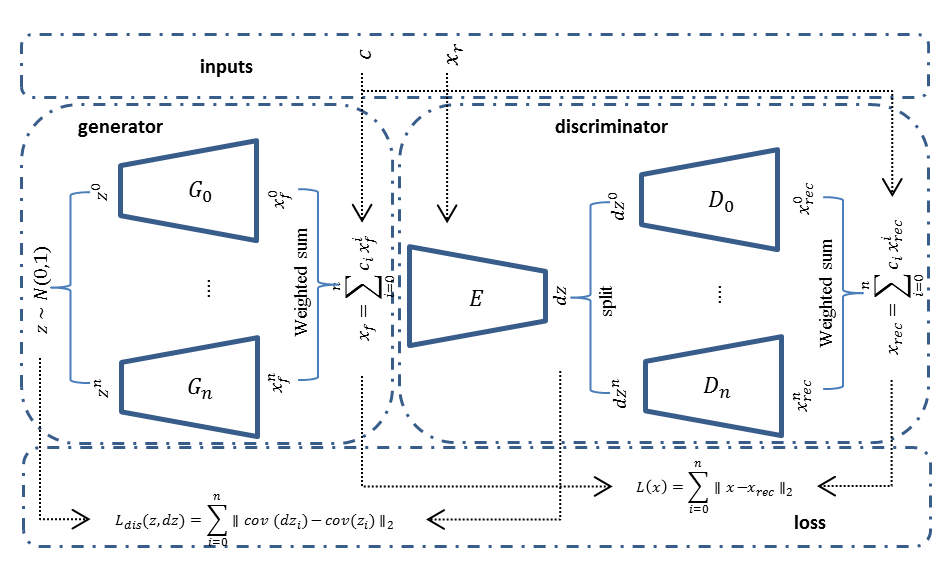 inputs
c
x_r
generator
discriminator
z ~ N(0,1)
z^0
G_0
x_f^0
...
z^n
G_n
x_f^n
Weighted sum
x_f = \sum_{i=0}^{n} c_i x_f^i
E
dz
split
dz^0
D_0
x_{rec}^0
...
dz^n
D_n
x_{rec}^n
Weighted sum
x_{rec} = \sum_{i=0}^{n} c_i x_{rec}^i
L(x) = \sum_{i=0}^{n} ∥ x − x_{rec} ∥_2
L_{dis}(z,dz) = \sum_{i=0}^{n} ∥ cov (dz_i) − cov(z_i) ∥_2
loss